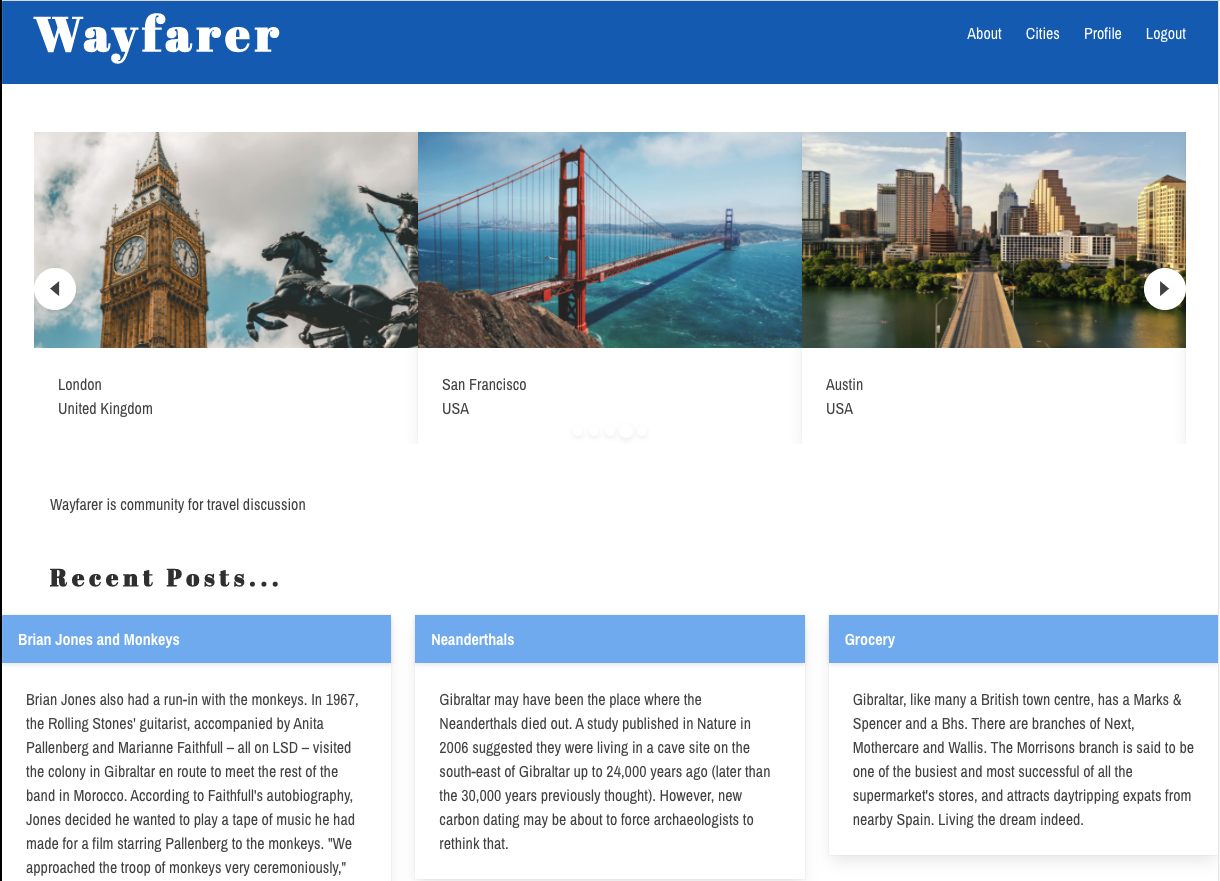 Wayfarer
About Cities Profile Logout
London
United Kingdom
San Francisco
USA
Austin
USA
Wayfarer is community for travel discussion
Recent Posts...
Brian Jones and Monkeys
Brian Jones also had a run-in with the monkeys. In 1967,
the Rolling Stones' guitarist, accompanied by Anita
Pallenberg and Marianne Faithfull – all on LSD – visited
the colony in Gibraltar en route to meet the rest of the
band in Morocco. According to Faithfull's autobiography,
Jones decided he wanted to play a tape of music he had
made for a film starring Pallenberg to the monkeys. "We
approached the troop of monkeys very ceremoniously,"
Neanderthals
Gibraltar may have been the place where the
Neanderthals died out. A study published in Nature in
2006 suggested they were living in a cave site on the
south-east of Gibraltar up to 24,000 years ago (later than
the 30,000 years previously thought). However, new
carbon dating may be about to force archaeologists to
rethink that.
Grocery
Gibraltar, like many a British town centre, has a Marks &
Spencer and a Bhs. There are branches of Next,
Mothercare and Wallis. The Morrisons branch is said to be
one of the busiest and most successful of all the
supermarket's stores, and attracts daytripping expats from
nearby Spain. Living the dream indeed.